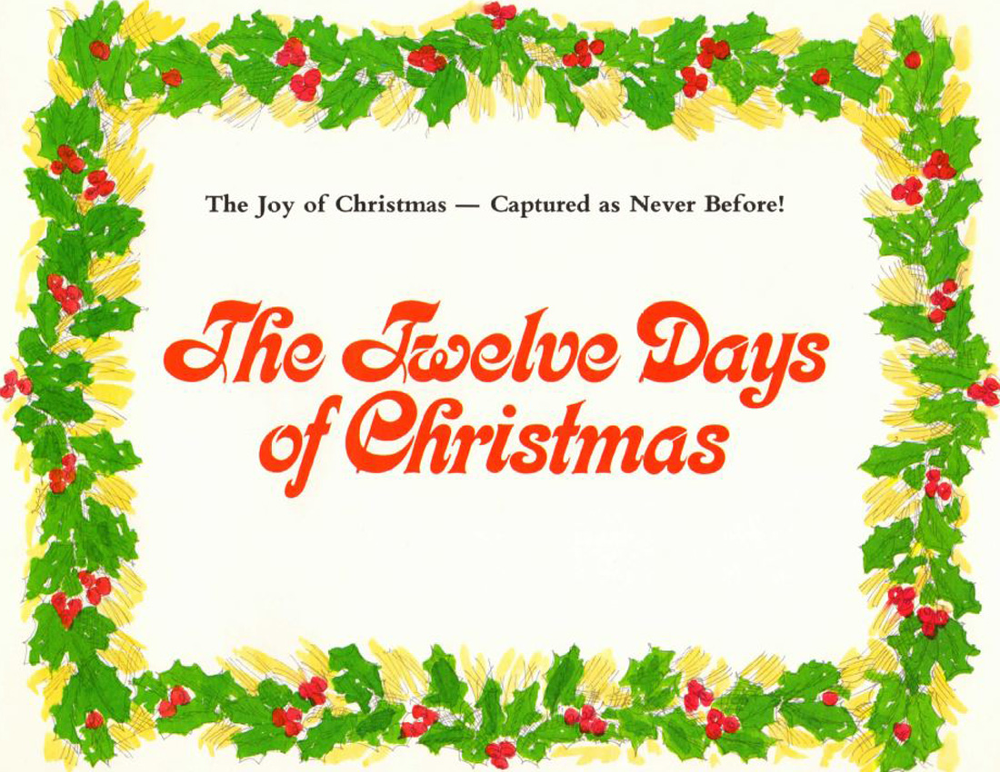 The Joy of Christmas — Captured as Never Before!
The Twelve Days
of Christmas